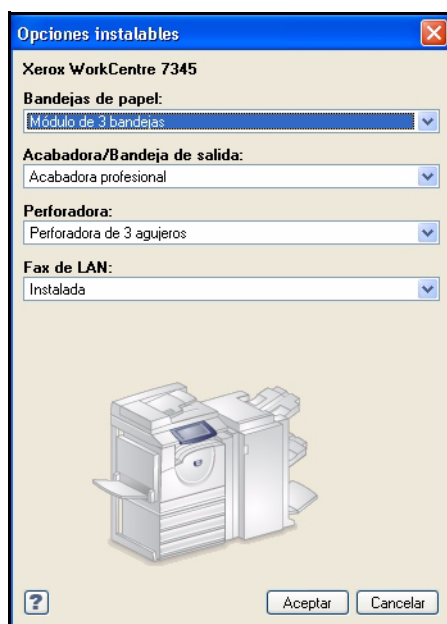 Opciones instalables
Xerox WorkCentre 7345
Bandejas de papel:
Módulo de 3 bandejas
Acabadora/Bandeja de salida:
Acabadora profesional
Perforadora:
Perforadora de 3 agujeros
Fax de LAN:
Instalada
? Aceptar Cancelar